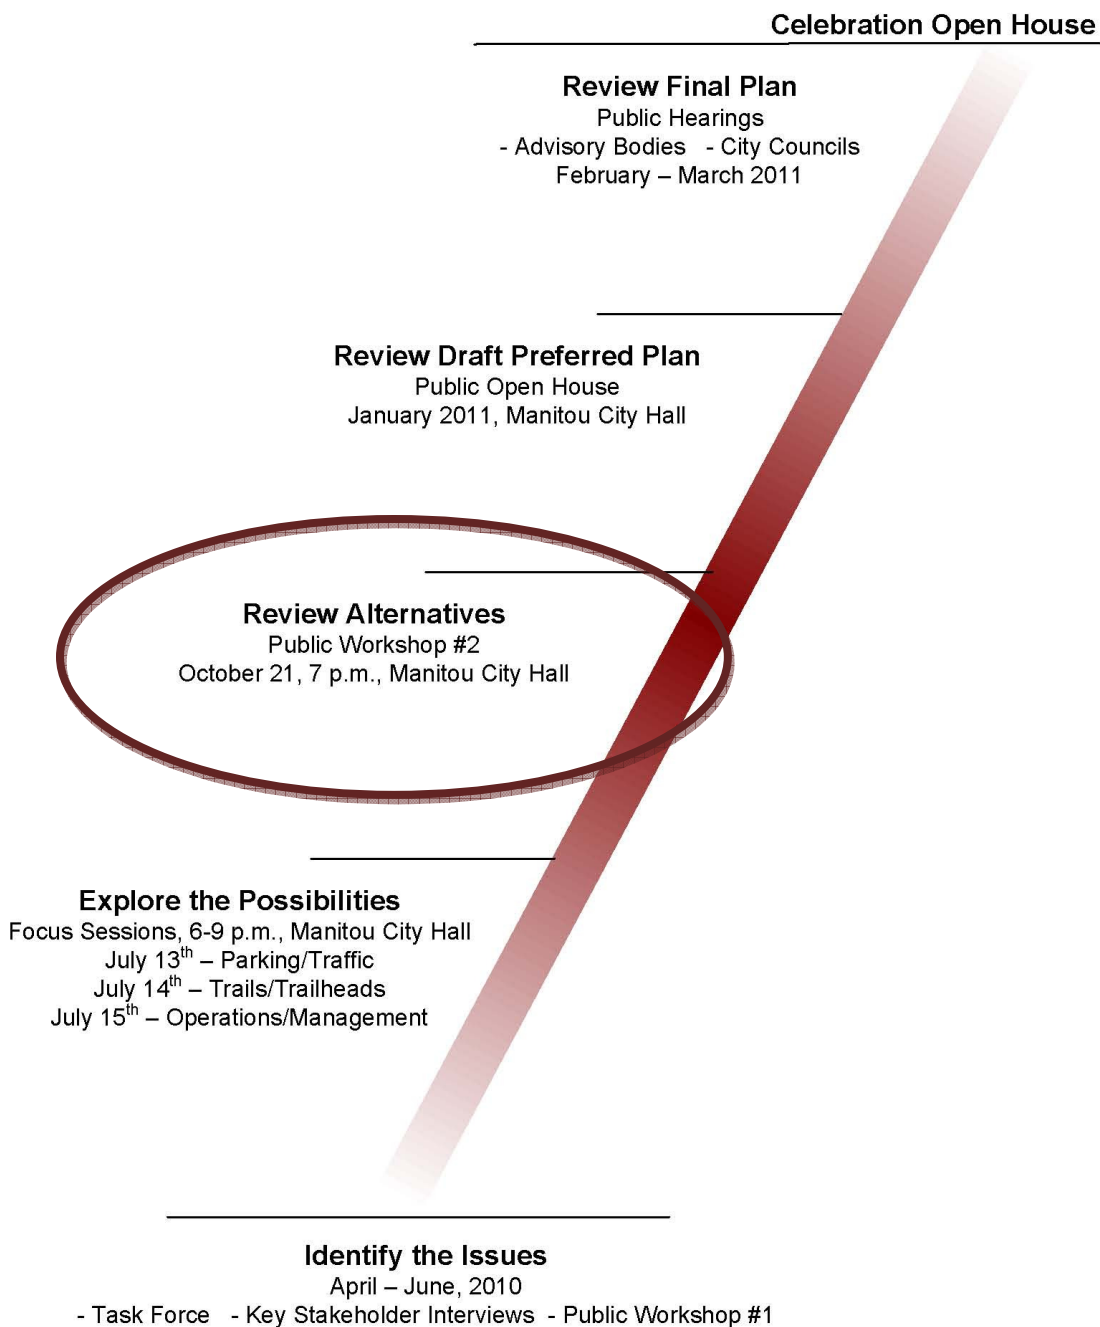 Celebration Open House
Review Final Plan
Public Hearings
- Advisory Bodies - City Councils
February – March 2011
Review Draft Preferred Plan
Public Open House
January 2011, Manitou City Hall
Review Alternatives
Public Workshop #2
October 21, 7 p.m., Manitou City Hall
Explore the Possibilities
Focus Sessions, 6-9 p.m., Manitou City Hall
July 13th – Parking/Traffic
July 14th – Trails/Trailheads
July 15th – Operations/Management
Identify the Issues
April – June, 2010
- Task Force - Key Stakeholder Interviews - Public Workshop #1